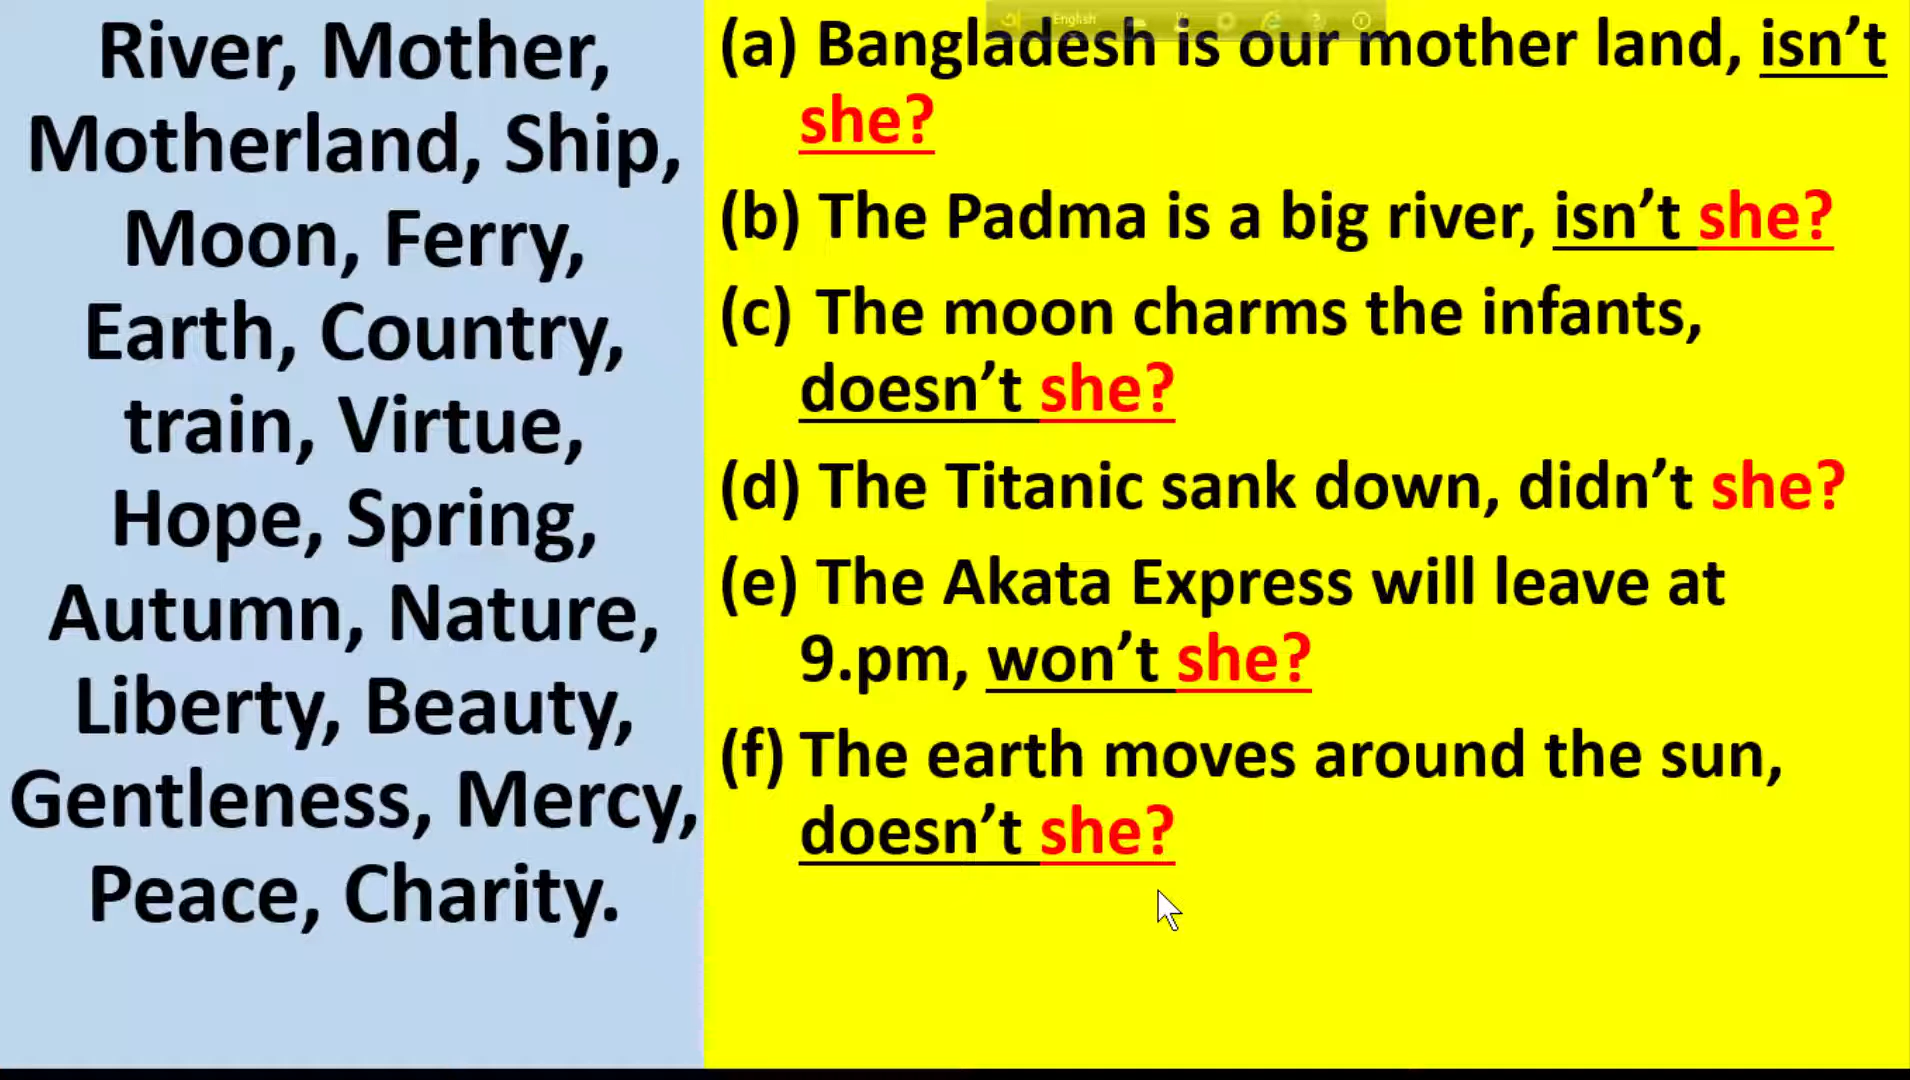 River, Mother,
Motherland, Ship,
Moon, Ferry,
Earth, Country,
train, Virtue,
Hope, Spring,
Autumn, Nature,
Liberty, Beauty,
Gentleness, Mercy,
Peace, Charity.
English
(a) Bangladesh is our mother land, isn’t
she?
(b) The Padma is a big river, isn’t she?
(c) The moon charms the infants,
doesn’t she?
(d) The Titanic sank down, didn’t she?
(e) The Akata Express will leave at
9.pm, won’t she?
(f) The earth moves around the sun,
doesn’t she?